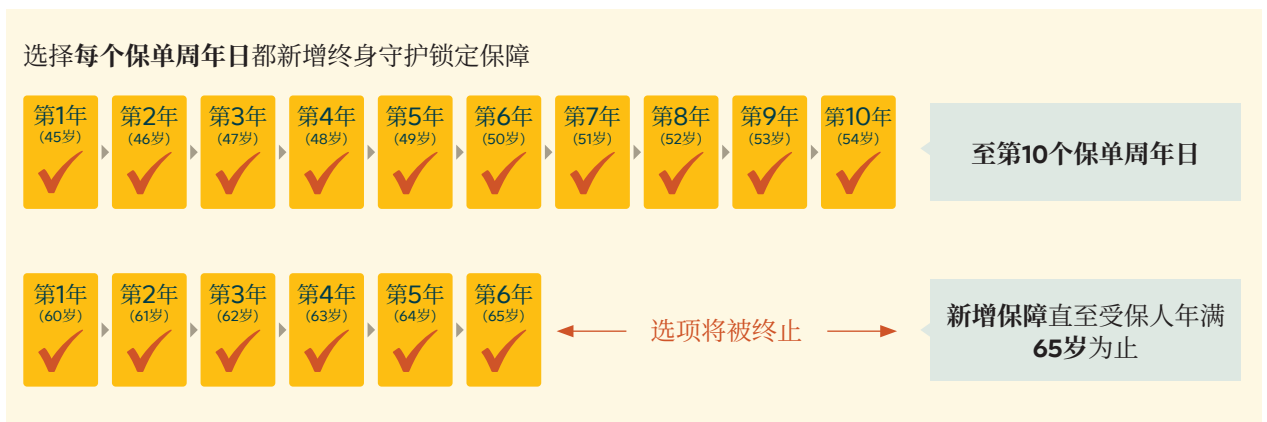 选择每个保单周年日都新增终身守护锁定保障
第1年 第2年 第3年 第4年 第5年 第6年 第7年 第8年 第9年 第10年
(45岁) (46岁) (47岁) (48岁) (49岁) (50岁) (51岁) (52岁) (53岁) (54岁)
至第10个保单周年日
第1年 第2年 第3年 第4年 第5年 第6年
(60岁) (61岁) (62岁) (63岁) (64岁) (65岁)
选项将被终止
新增保障直至受保人年满
65岁为止